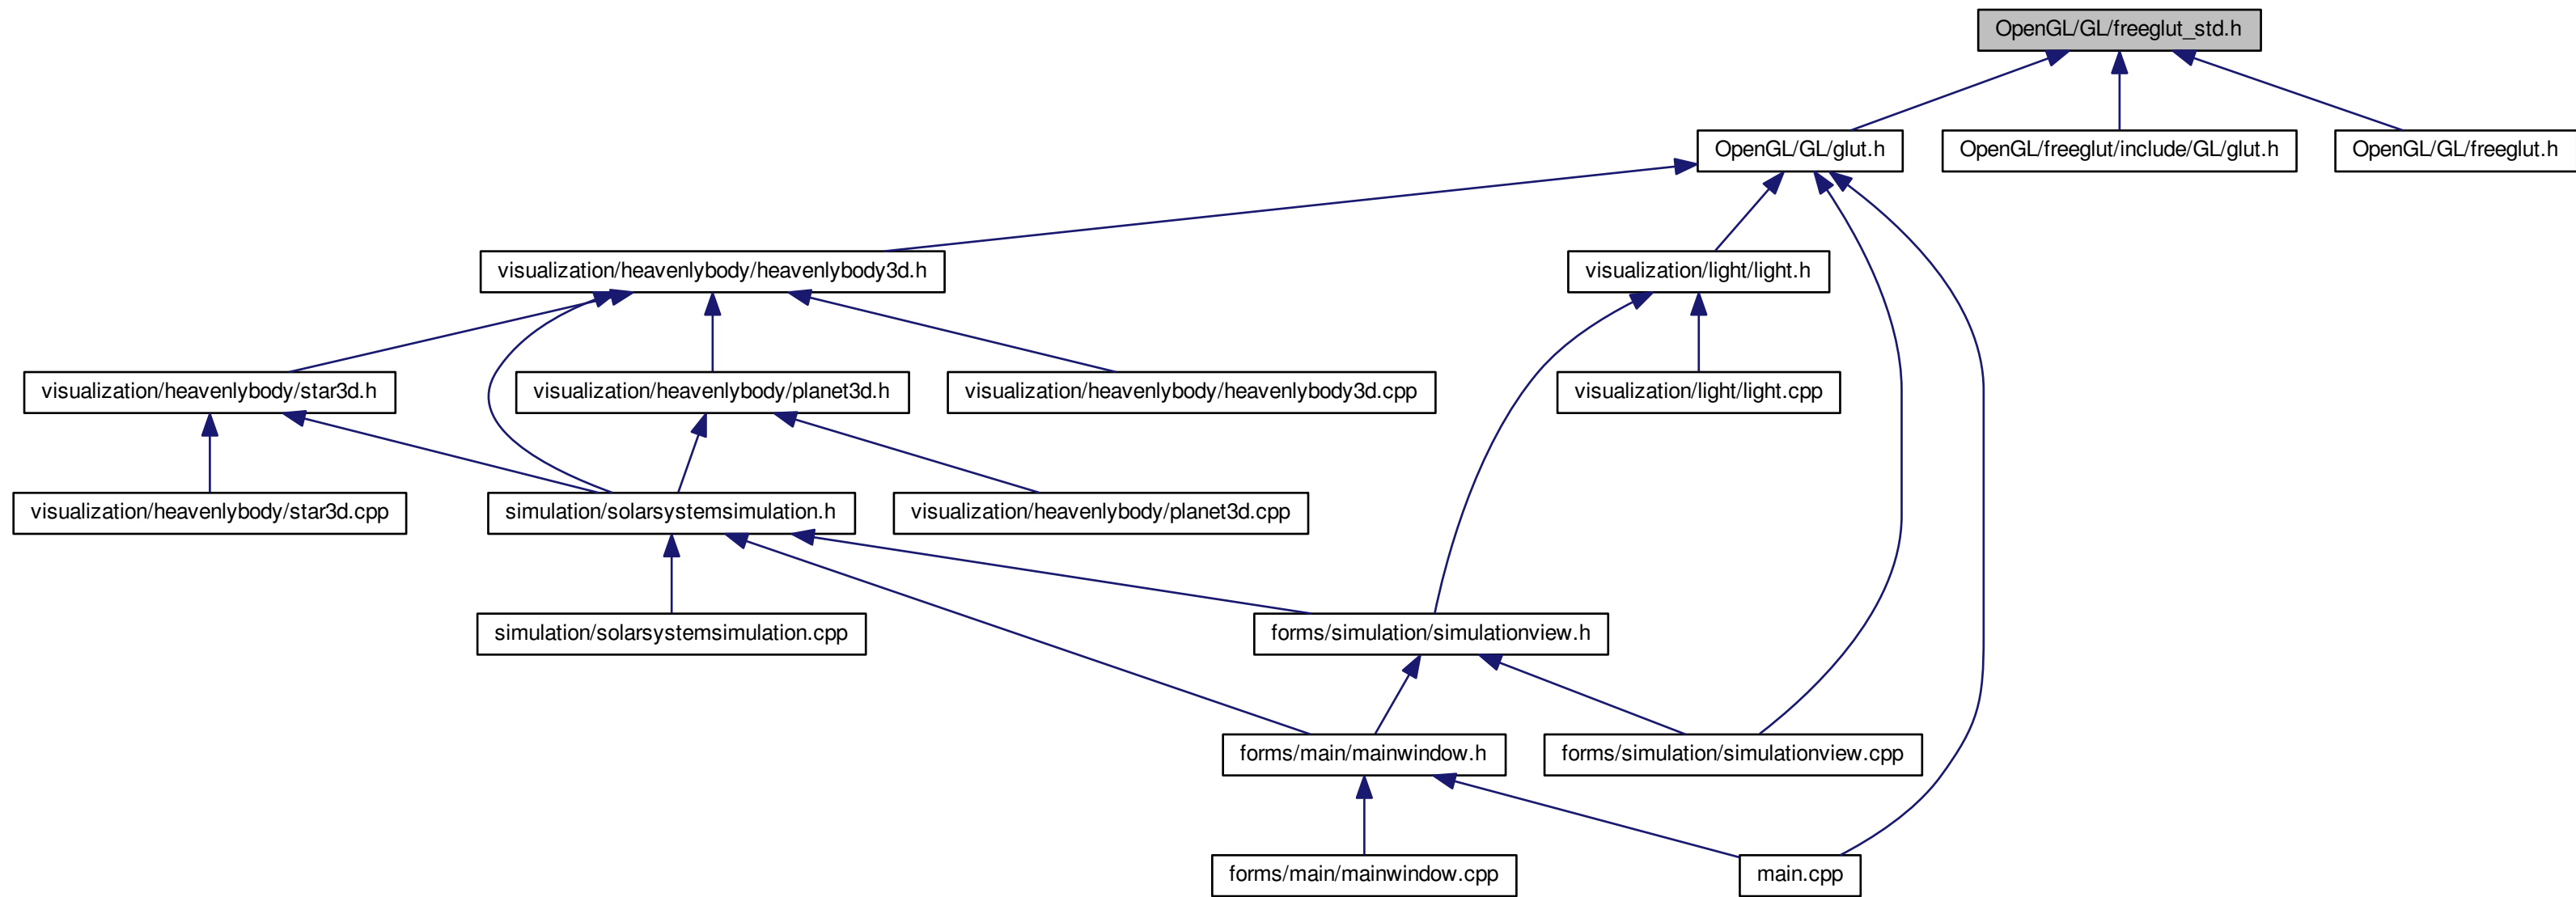 OpenGL/GL/freeglut_std.h
OpenGL/GL/glut.h
OpenGL/freeglut/include/GL/glut.h
OpenGL/GL/freeglut.h
visualization/heavenlybody/heavenlybody3d.h
visualization/light/light.h
visualization/heavenlybody/star3d.h
visualization/heavenlybody/planet3d.h
visualization/heavenlybody/heavenlybody3d.cpp
visualization/light/light.cpp
visualization/heavenlybody/star3d.cpp
simulation/solarsystemsimulation.h
visualization/heavenlybody/planet3d.cpp
simulation/solarsystemsimulation.cpp
forms/simulation/simulationview.h
forms/main/mainwindow.h
forms/simulation/simulationview.cpp
forms/main/mainwindow.cpp
main.cpp